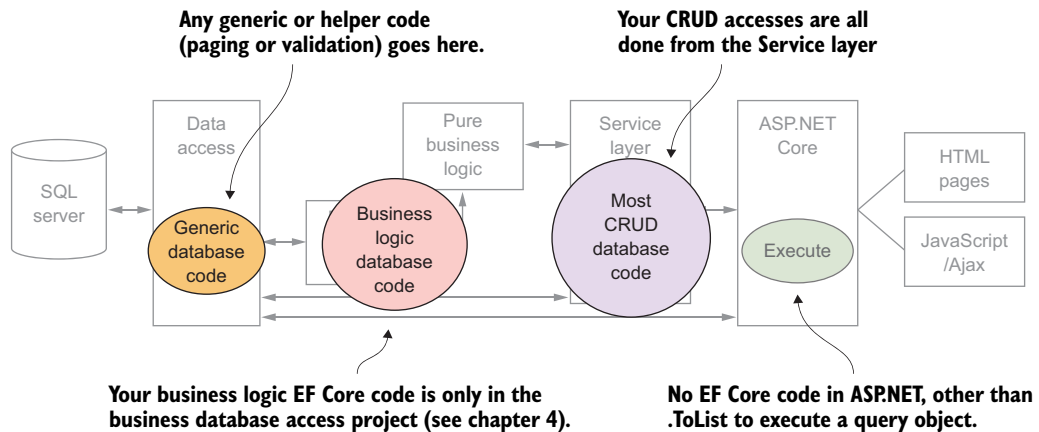 Any generic or helper code
(paging or validation) goes here.
Your CRUD accesses are all
done from the Service layer
SQL
server
Data
access
Generic
database
code
Business
logic
database
code
Pure
business
logic
Service
layer
Most
CRUD
database
code
ASP.NET
Core
Execute
HTML
pages
JavaScript
/Ajax
Your business logic EF Core code is only in the
business database access project (see chapter 4).
No EF Core code in ASP.NET, other than
.ToList to execute a query object.